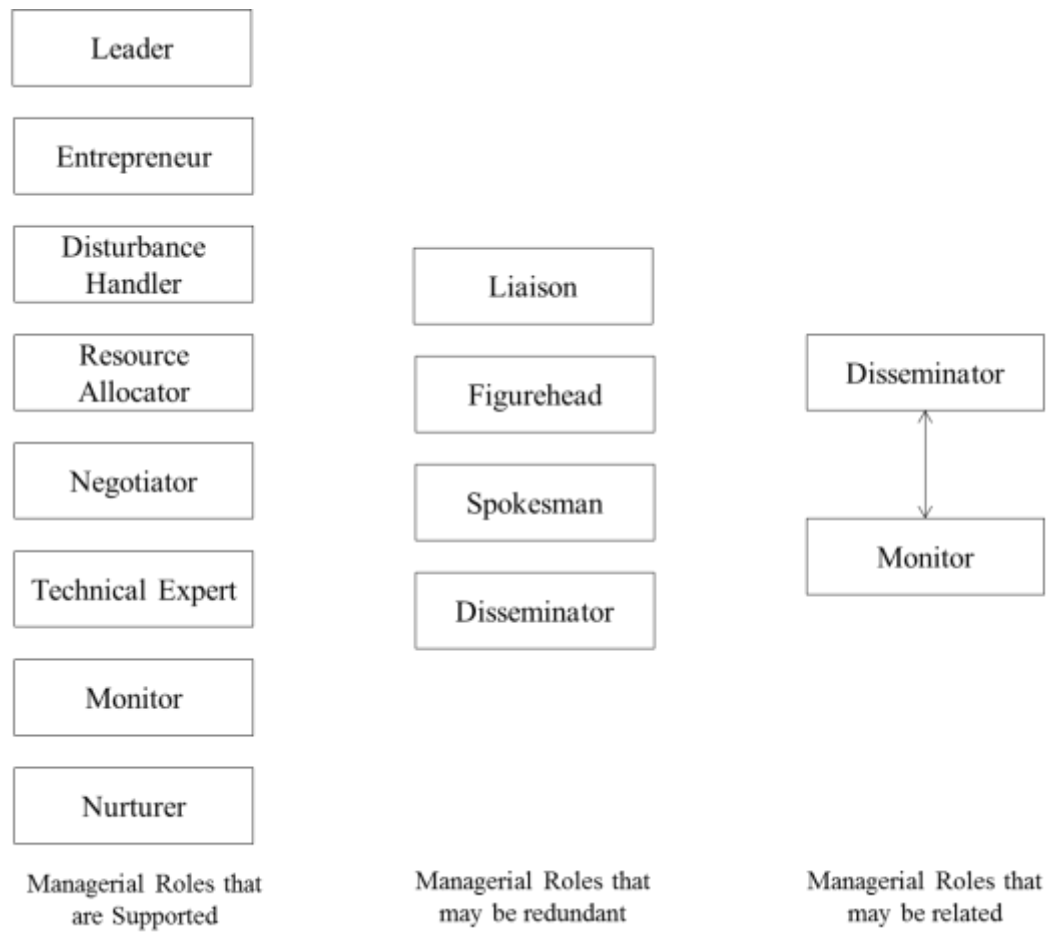 Leader
Entrepreneur
Disturbance
Handler
Resource
Allocator
Negotiator
Technical Expert
Monitor
Nurturer
Managerial Roles that
are Supported
Liaison
Figurehead
Spokesman
Disseminator
Managerial Roles that
may be redundant
Disseminator
Monitor
Managerial Roles that
may be related